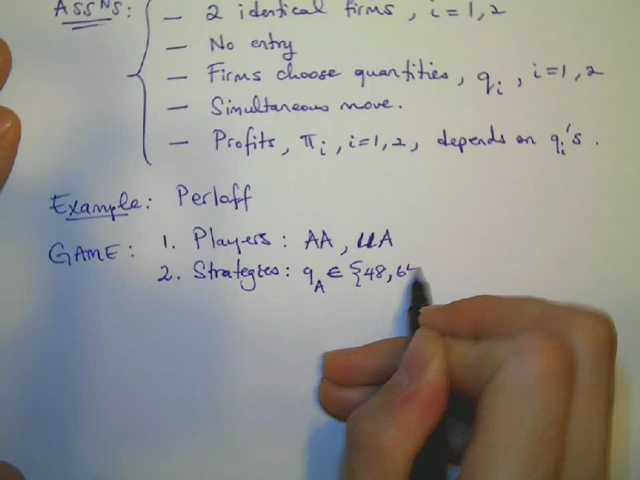 ASSNS: — 2 identical firms, i=1,2
— No entry
— Firms choose quantities, qi, i=1,2
— Simultaneous move.
— Profits, πi, i=1,2, depends on qi's.
Example: Perloff
GAME: 1. Players: AA, UA
2. Strategies: qA ∈ {48, 64